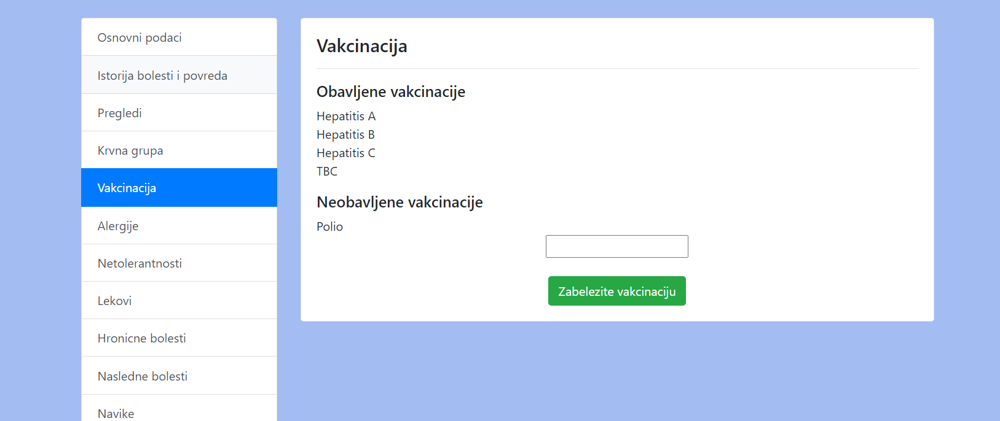 Osnovni podaci
Istorija bolesti i povreda
Pregledi
Krvna grupa
Vakcinacija
Alergije
Netolerantnosti
Lekovi
Hronicne bolesti
Nasledne bolesti
Navike
Vakcinacija
Obavljene vakcinacije
Hepatitis A
Hepatitis B
Hepatitis C
TBC
Neobavljene vakcinacije
Polio
Zabelezite vakcinaciju